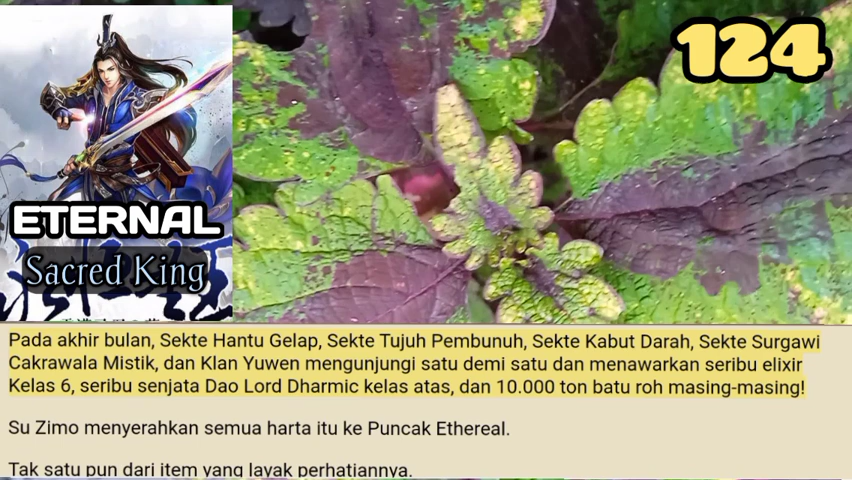 124
ETERNAL
Sacred King
Pada akhir bulan, Sekte Hantu Gelap, Sekte Tujuh Pembunuh, Sekte Kabut Darah, Sekte Surgawi
Cakrawala Mistik, dan Klan Yuwen mengunjungi satu demi satu dan menawarkan seribu elixir
Kelas 6, seribu senjata Dao Lord Dharmic kelas atas, dan 10.000 ton batu roh masing-masing!
Su Zimo menyerahkan semua harta itu ke Puncak Ethereal.
Tak satu pun dari item yang layak perhatiannya.